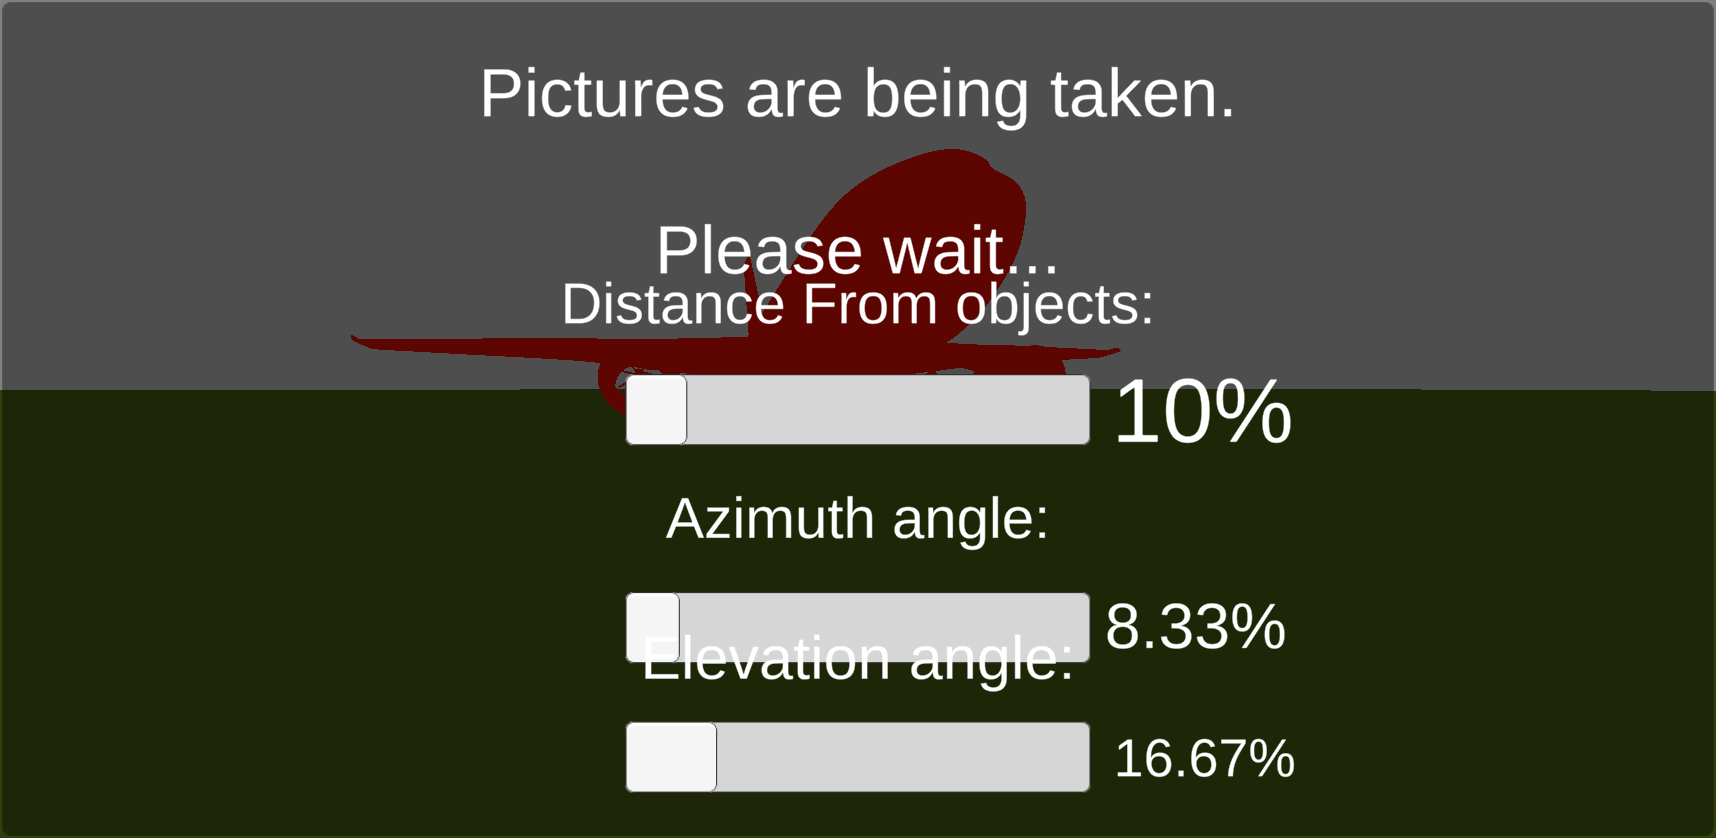 Pictures are being taken.
Please wait...
Distance From objects:
10%
Azimuth angle:
8.33%
Elevation angle:
16.67%